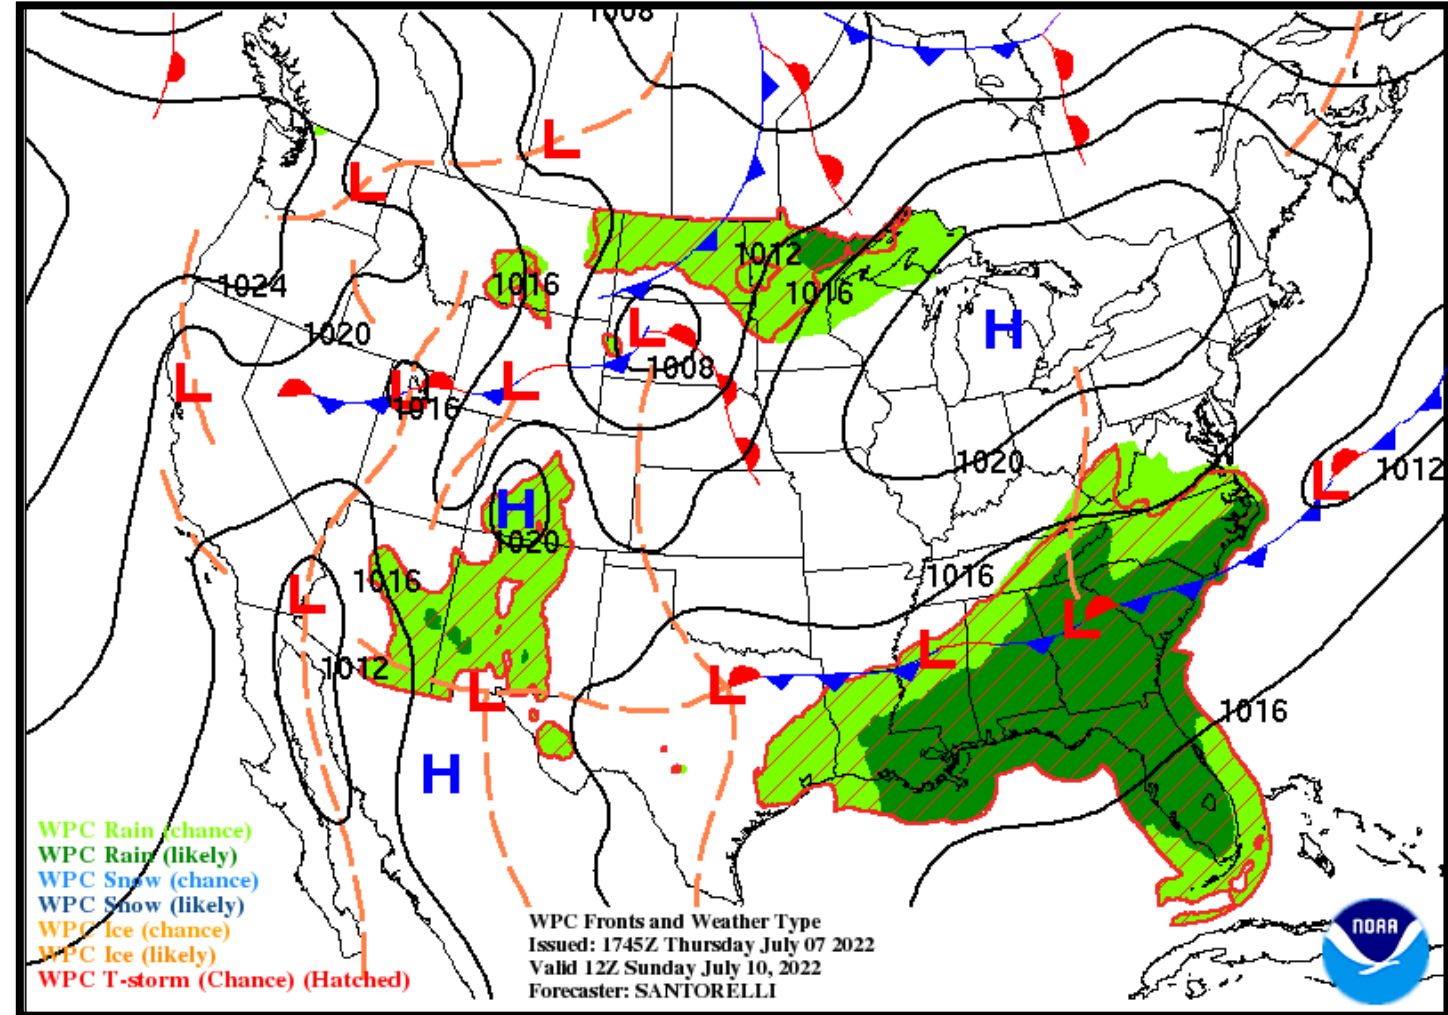 1008
1012
1016
1016
1024
1020
H
1008
1016
1020
1012
H
1020
1016
1016
1012
1016
H
L
L
L
L
L
L
L
L
L
L
L
L
WPC Rain (chance)
WPC Rain (likely)
WPC Snow (chance)
WPC Snow (likely)
WPC Ice (chance)
WPC Ice (likely)
WPC T-storm (Chance) (Hatched)
WPC Fronts and Weather Type
Issued: 1745Z Thursday July 07 2022
Valid 12Z Sunday July 10, 2022
Forecaster: SANTORELLI
NOAA